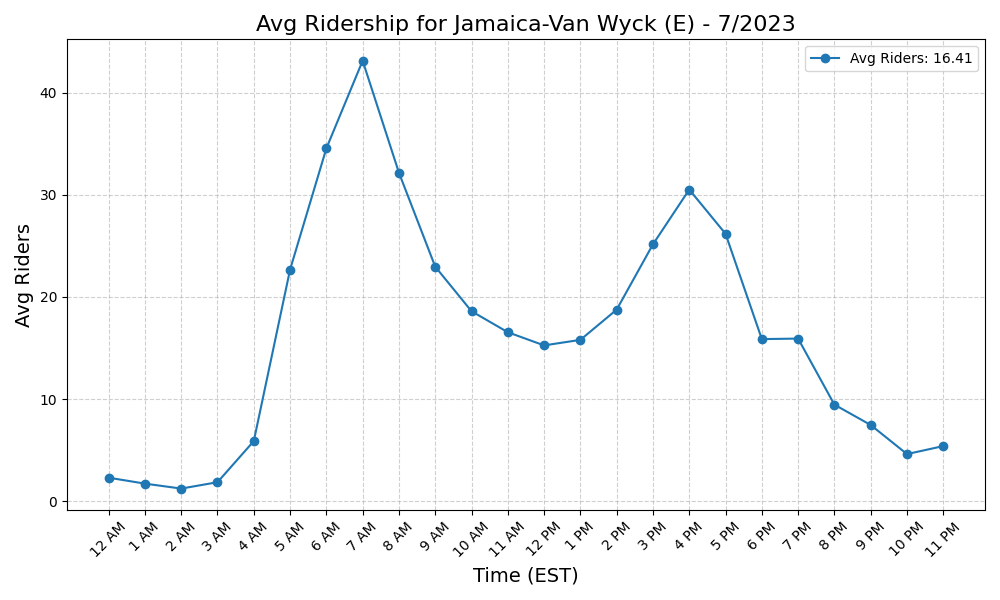 Avg Ridership for Jamaica-Van Wyck (E) - 7/2023
Avg Riders: 16.41
Avg Riders
40
30
20
10
0
12 AM 1 AM 2 AM 3 AM 4 AM 5 AM 6 AM 7 AM 8 AM 9 AM 10 AM 11 AM 12 PM 1 PM 2 PM 3 PM 4 PM 5 PM 6 PM 7 PM 8 PM 9 PM 10 PM 11 PM
Time (EST)